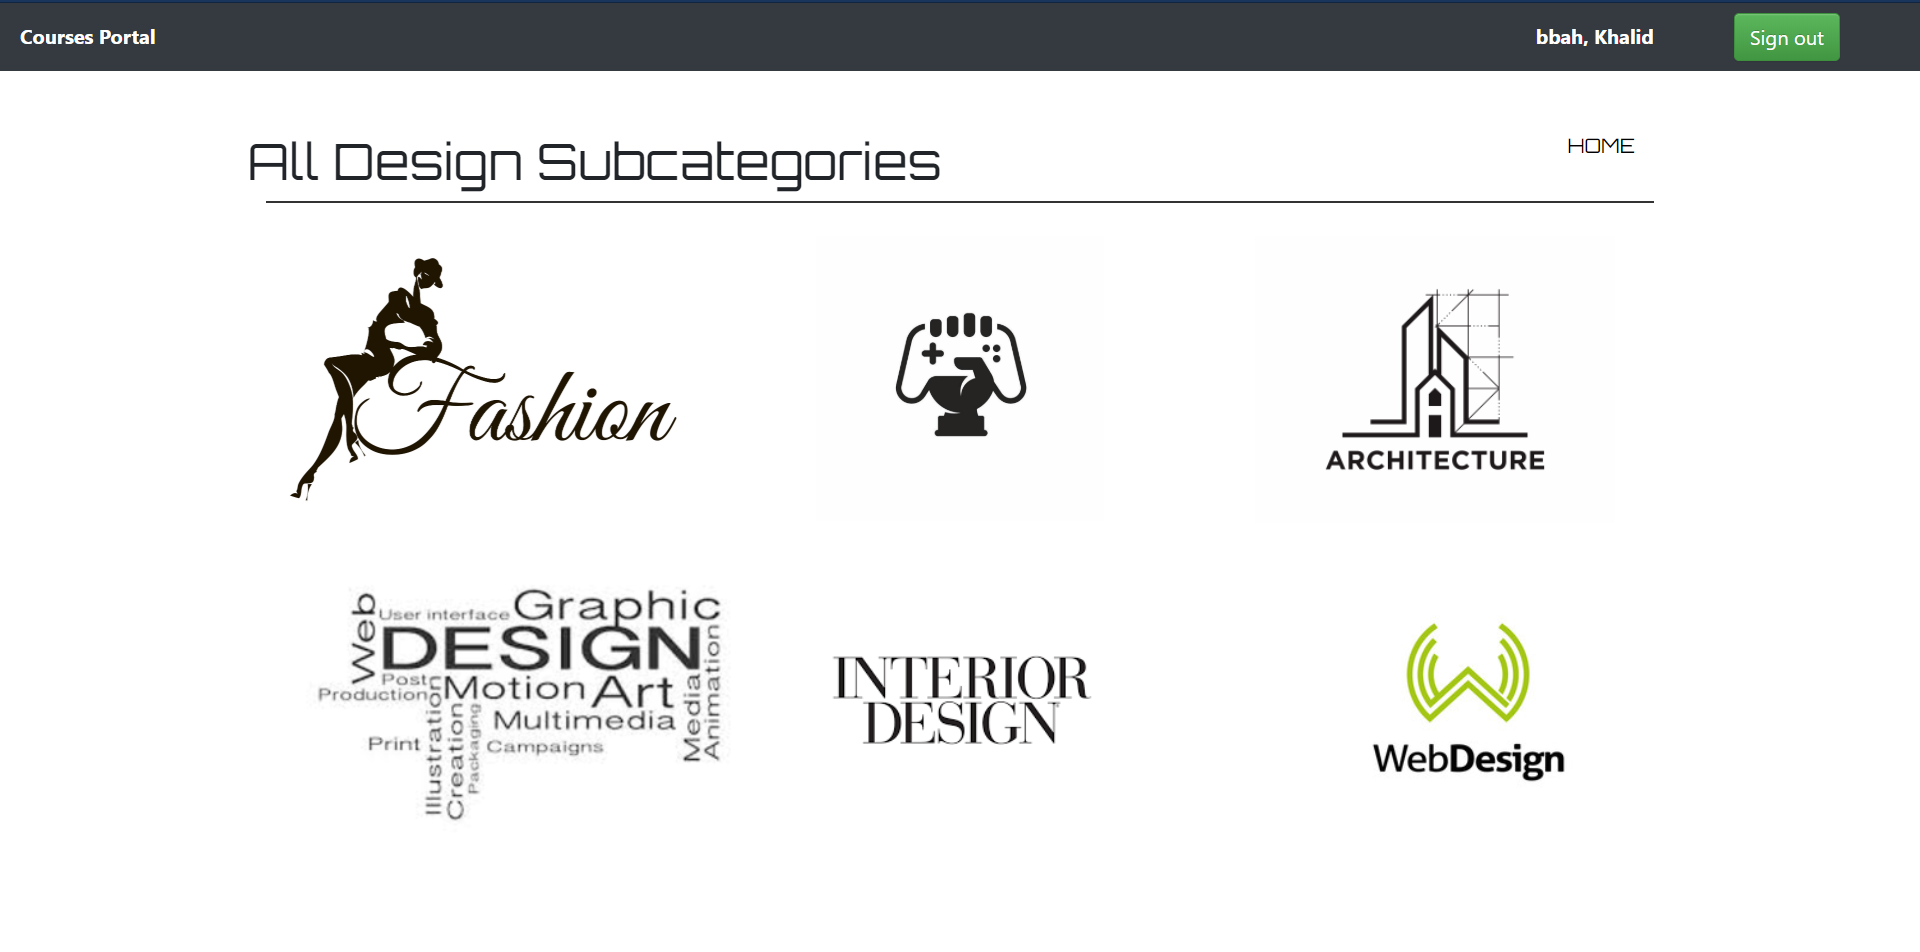 Courses Portal
bbah, Khalid
Sign out
All Design Subcategories
HOME
Fashion
ARCHITECTURE
Web
User interface
Graphic
DESIGN
Post
Production
Motion
Art
Multimedia
Print
Campaigns
Illustration
Creation
Packaging
Media
Animation
INTERIOR
DESIGN
WebDesign